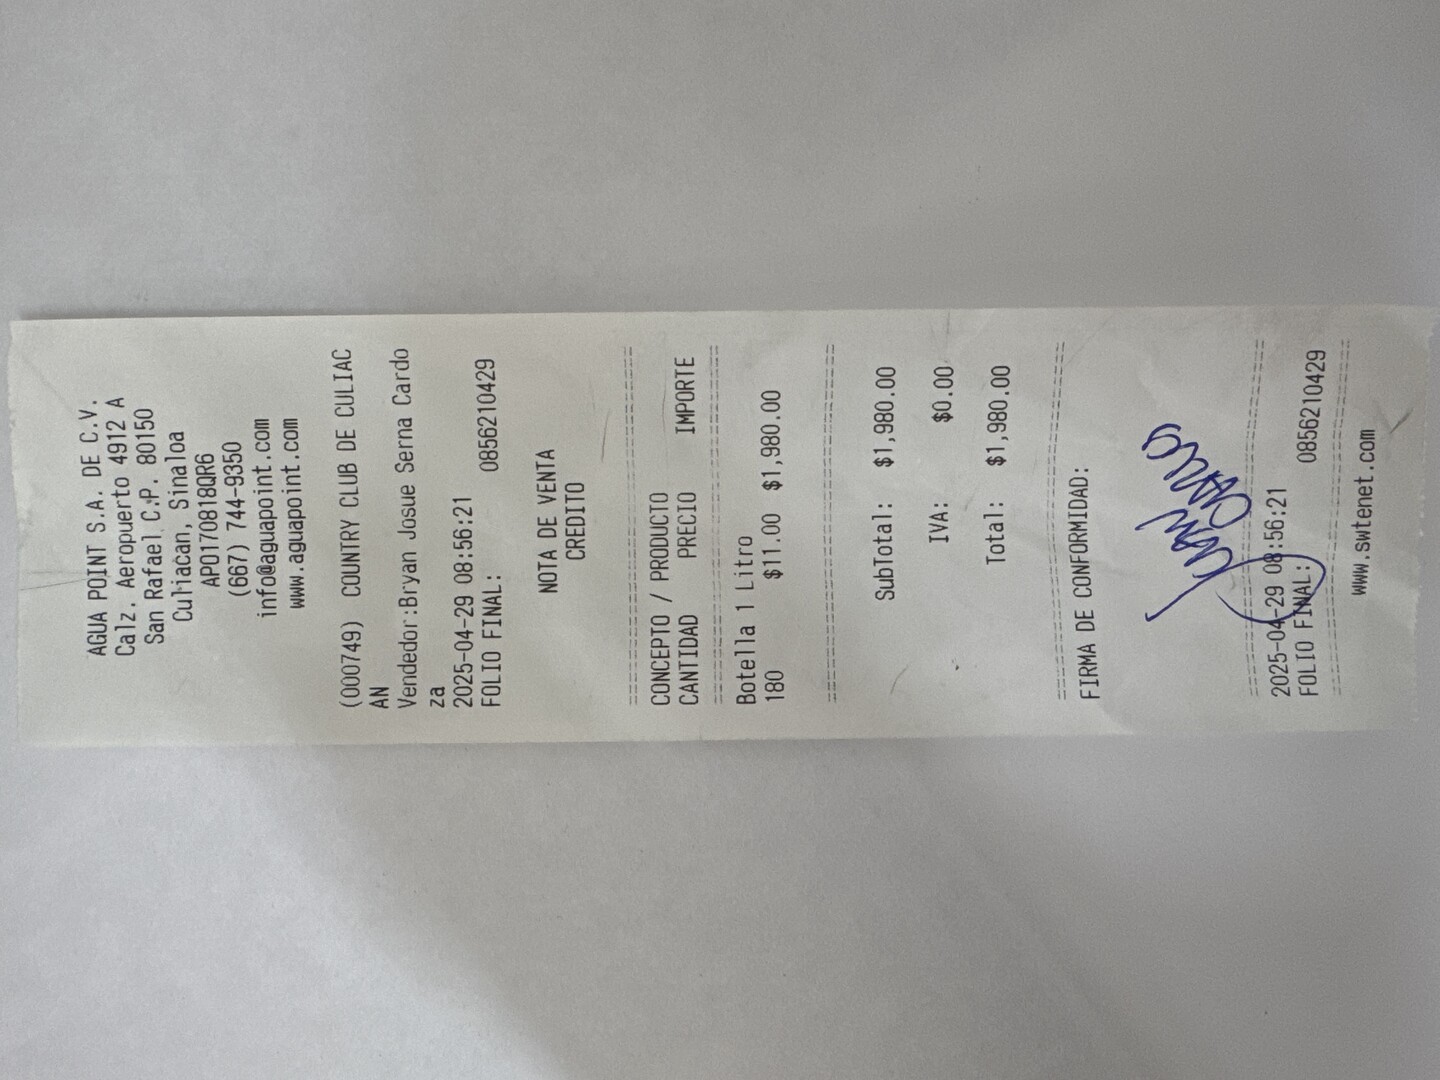 AGUA POINT S.A. DE C.V.
Calz. Aeropuerto 4912 A
San Rafael C.P. 80150
Culiacan, Sinaloa
APO170818QR6
(667) 744-9350
info@aguapoint.com
www.aguapoint.com
(000749) COUNTRY CLUB DE CULIAC
AN
Vendedor:Bryan Josue Serna Cardo
za
2025-04-29 08:56:21
FOLIO FINAL: 0856210429
NOTA DE VENTA
CREDITO
CONCEPTO / PRODUCTO
CANTIDAD PRECIO IMPORTE
Botella 1 Litro
180 $11.00 $1,980.00
SubTotal: $1,980.00
IVA: $0.00
Total: $1,980.00
FIRMA DE CONFORMIDAD:
2025-04-29 08:56:21
FOLIO FINAL: 0856210429
www.swtenet.com